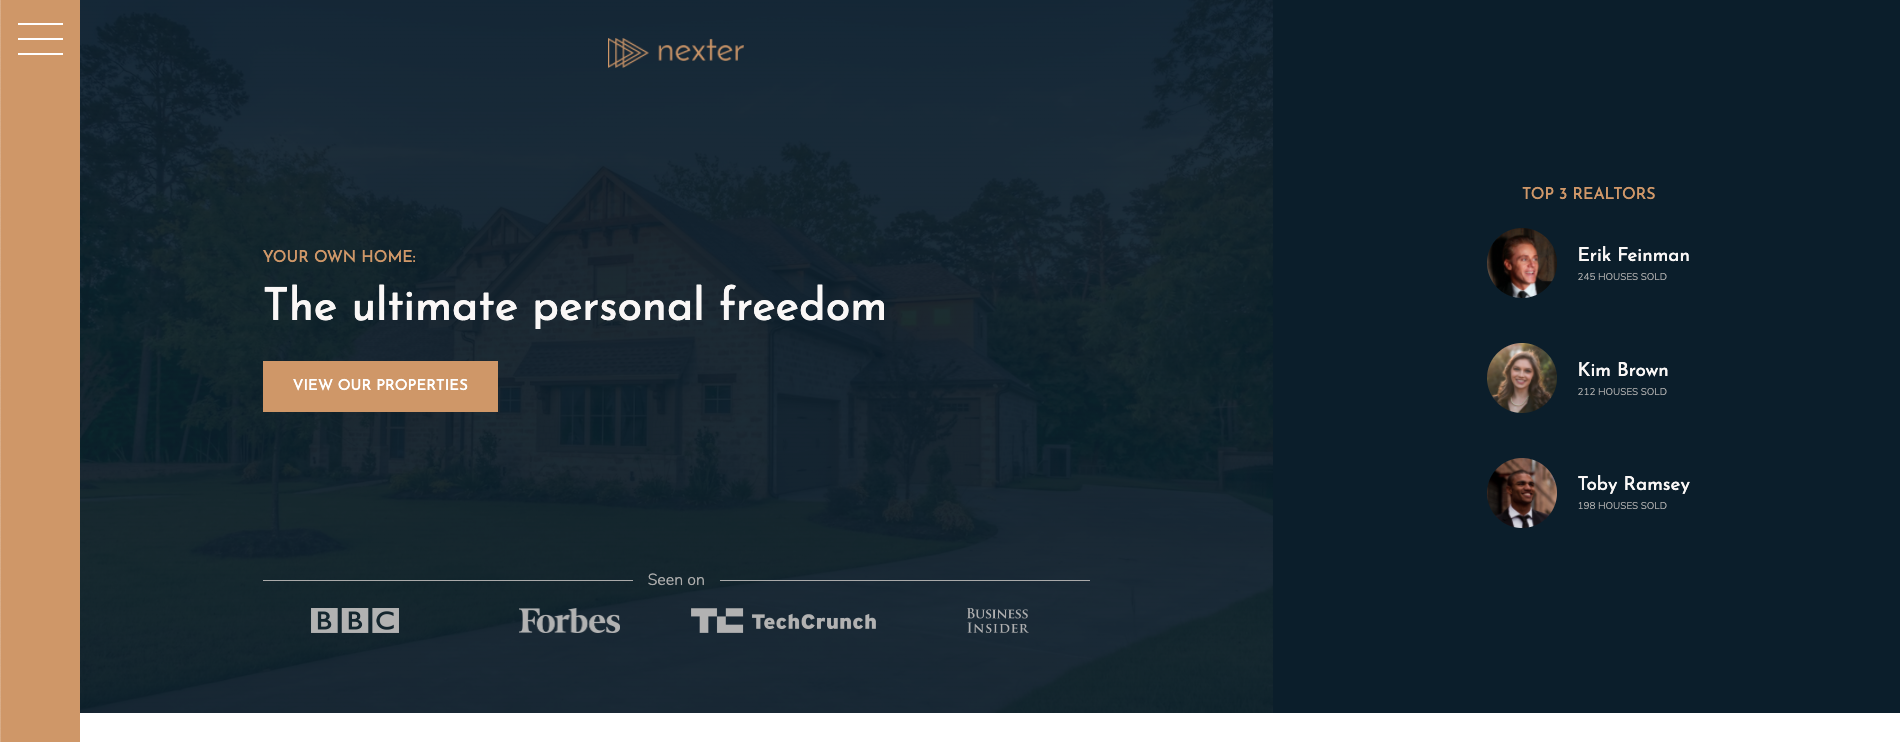 nexter
YOUR OWN HOME:
The ultimate personal freedom
VIEW OUR PROPERTIES
Seen on
BBC
Forbes
TC TechCrunch
BUSINESS
INSIDER
TOP 3 REALTORS
Erik Feinman
245 HOUSES SOLD
Kim Brown
212 HOUSES SOLD
Toby Ramsey
198 HOUSES SOLD